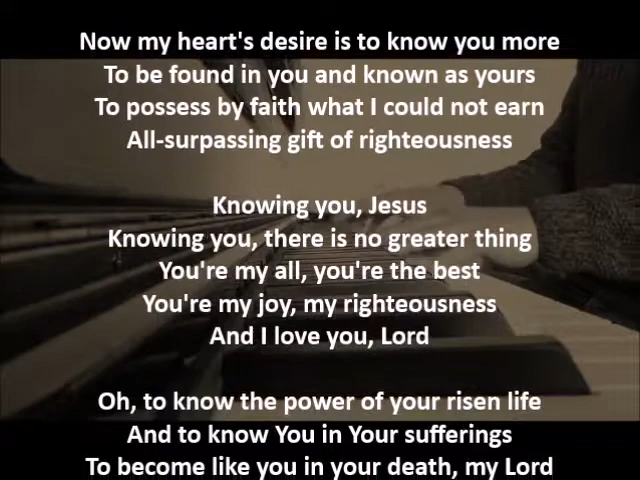 Now my heart's desire is to know you more
To be found in you and known as yours
To possess by faith what I could not earn
All-surpassing gift of righteousness
Knowing you, Jesus
Knowing you, there is no greater thing
You're my all, you're the best
You're my joy, my righteousness
And I love you, Lord
Oh, to know the power of your risen life
And to know You in Your sufferings
To become like you in your death, my Lord